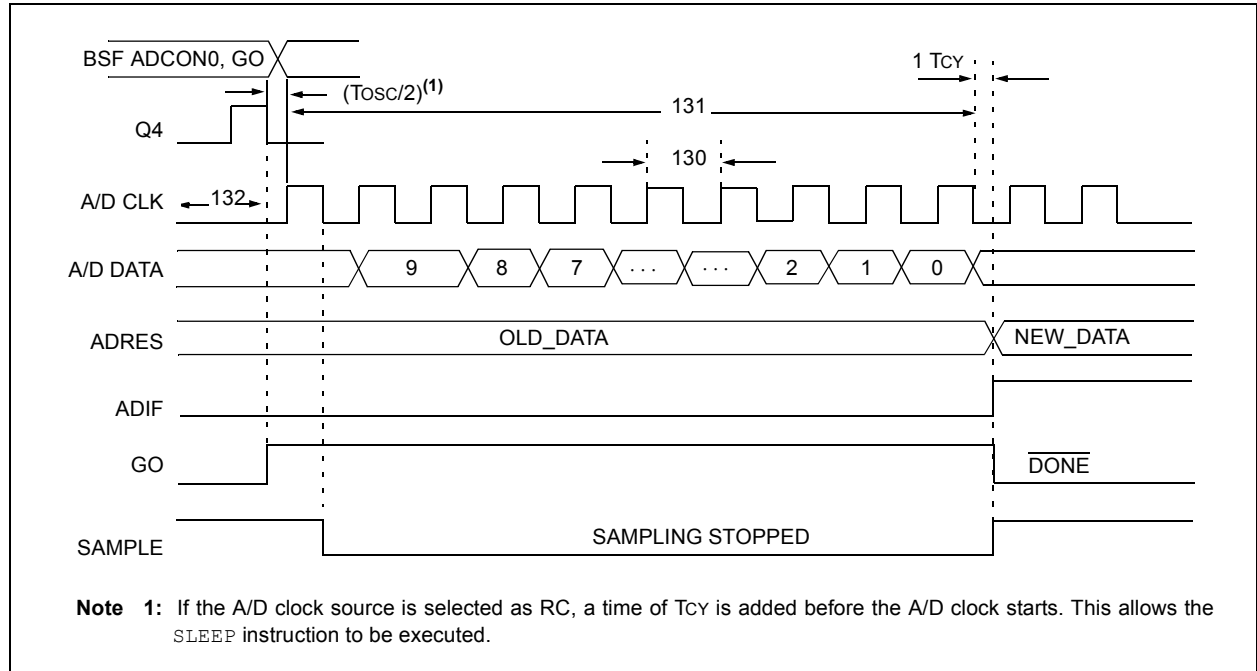 BSF ADCON0, GO
1 TCY
(TOSC/2)(1)
131
Q4
130
A/D CLK
132
A/D DATA
9 8 7 . . . . . . 2 1 0
ADRES
OLD_DATA
NEW_DATA
ADIF
GO
DONE
SAMPLE
SAMPLING STOPPED
Note 1: If the A/D clock source is selected as RC, a time of TCY is added before the A/D clock starts. This allows the
SLEEP instruction to be executed.